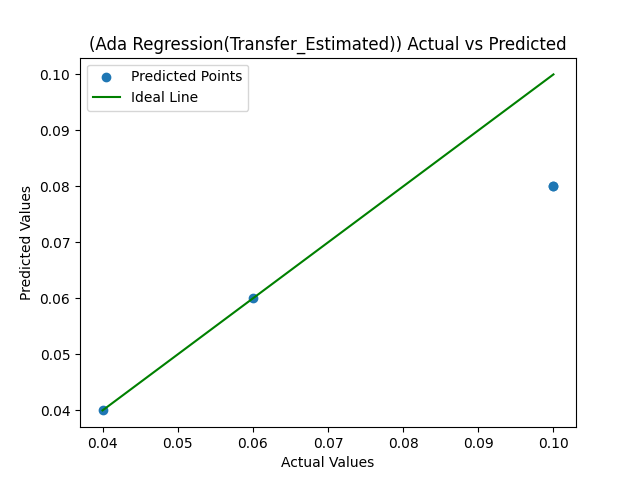 (Ada Regression(Transfer_Estimated)) Actual vs Predicted
Predicted Points
Ideal Line
Predicted Values
0.10
0.09
0.08
0.07
0.06
0.05
0.04
0.04 0.05 0.06 0.07 0.08 0.09 0.10
Actual Values